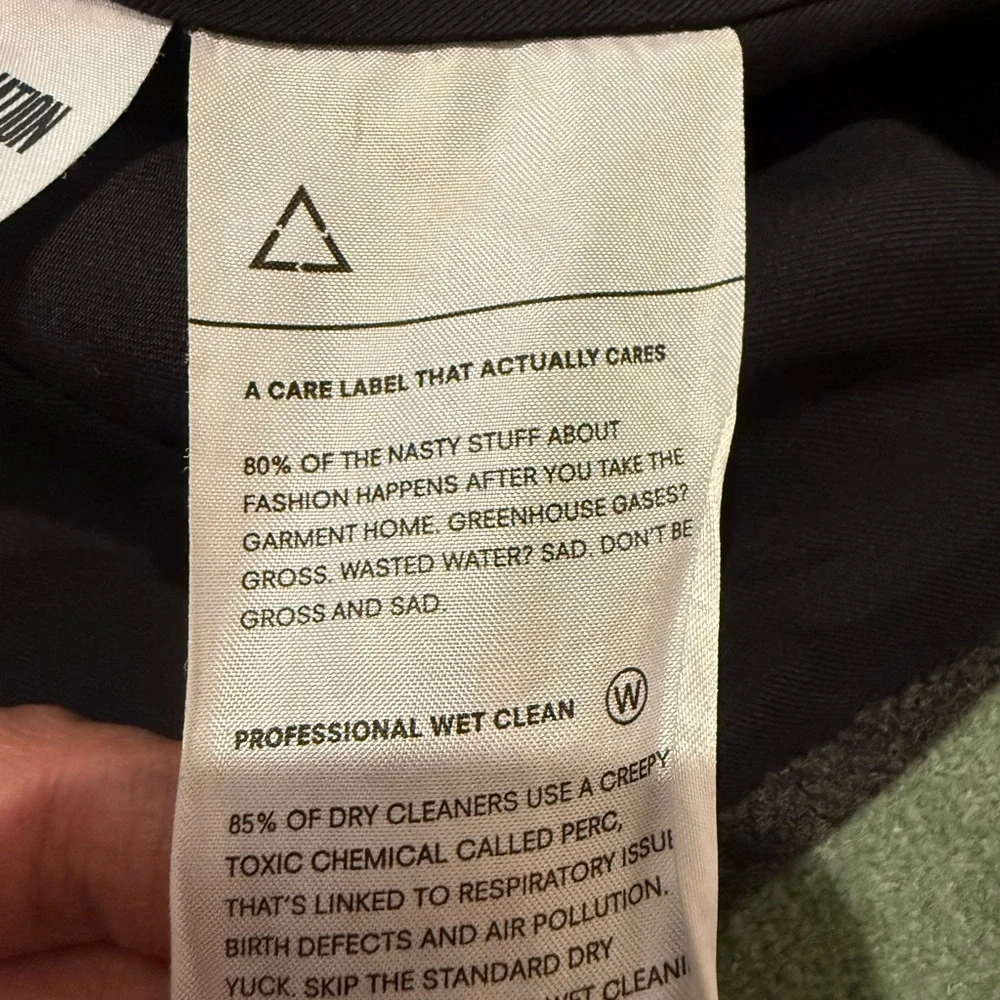 A CARE LABEL THAT ACTUALLY CARES
80% OF THE NASTY STUFF ABOUT
FASHION HAPPENS AFTER YOU TAKE THE
GARMENT HOME. GREENHOUSE GASES?
GROSS. WASTED WATER? SAD. DON'T BE
GROSS AND SAD.
PROFESSIONAL WET CLEAN W
85% OF DRY CLEANERS USE A CREEPY
TOXIC CHEMICAL CALLED PERC,
THAT'S LINKED TO RESPIRATORY
BIRTH DEFECTS AND AIR POLLUTION.
YUCK. SKIP THE STANDARD DRY
WET